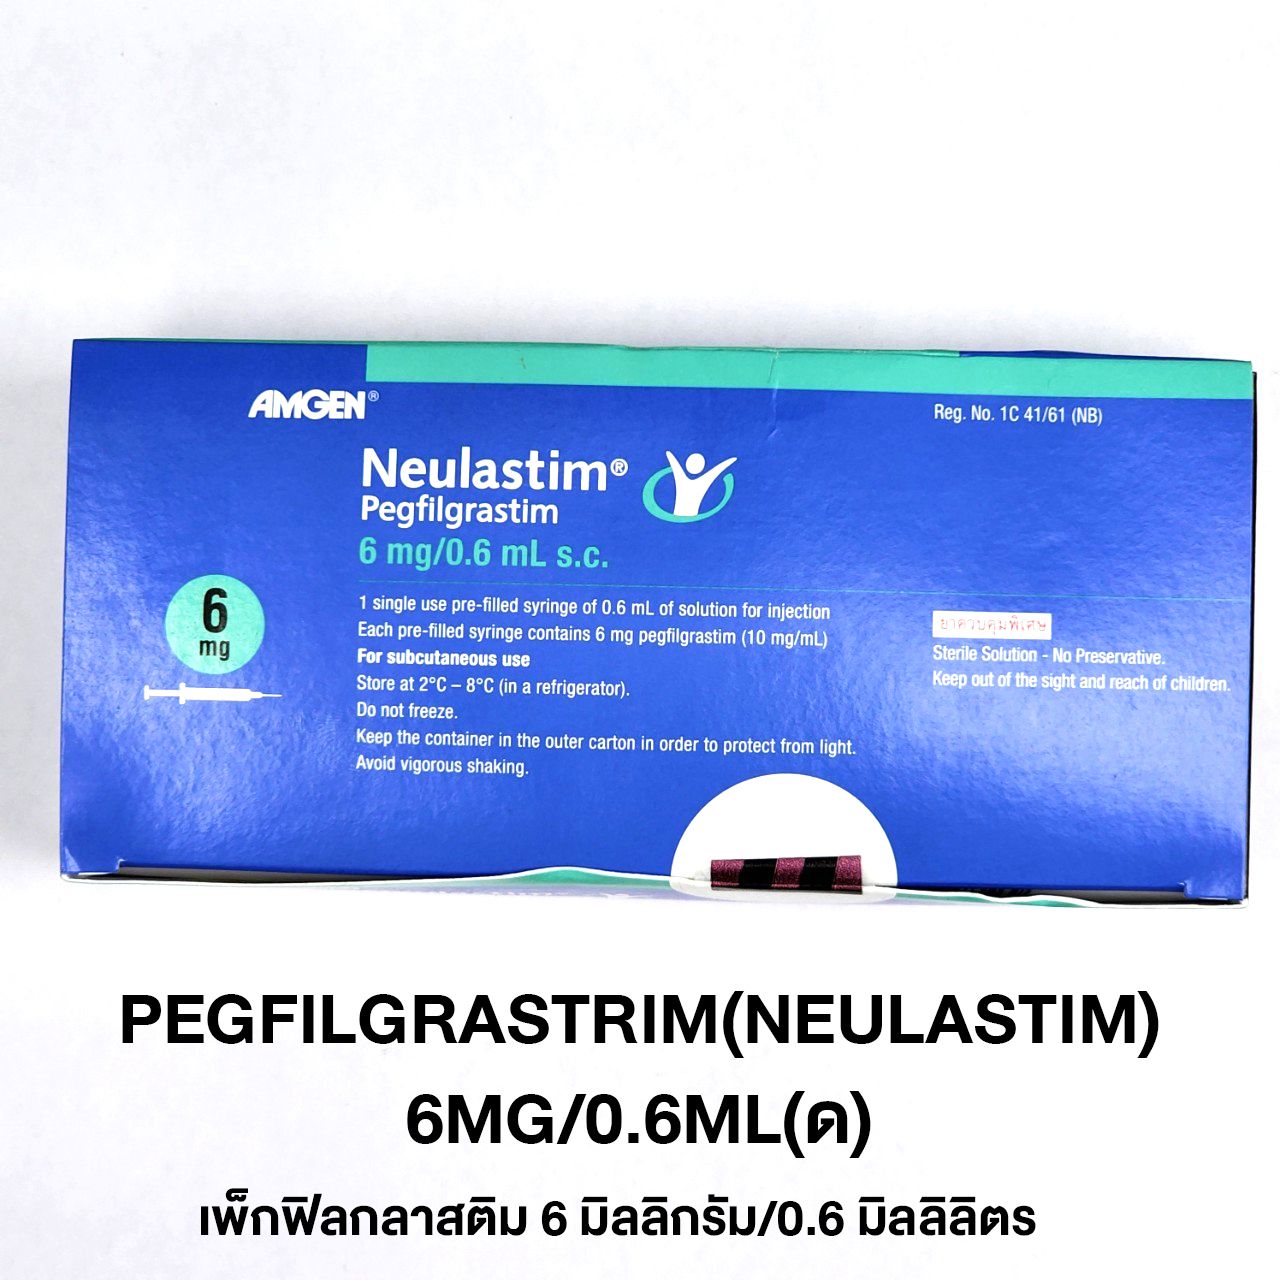 AMGEN®
Reg. No. 1C 41/61 (NB)
Neulastim®
Pegfilgrastim
6 mg/0.6 mL s.c.
6
mg
1 single use pre-filled syringe of 0.6 mL of solution for injection
Each pre-filled syringe contains 6 mg pegfilgrastim (10 mg/mL)
For subcutaneous use
Store at 2°C – 8°C (in a refrigerator).
Do not freeze.
Keep the container in the outer carton in order to protect from light.
Avoid vigorous shaking.
ยาควบคุมพิเศษ
Sterile Solution - No Preservative.
Keep out of the sight and reach of children.
PEGFILGRASTRIM(NEULASTIM)
6MG/0.6ML(ด)
เพ็กฟิลกลาสติม 6 มิลลิกรัม/0.6 มิลลิลิตร